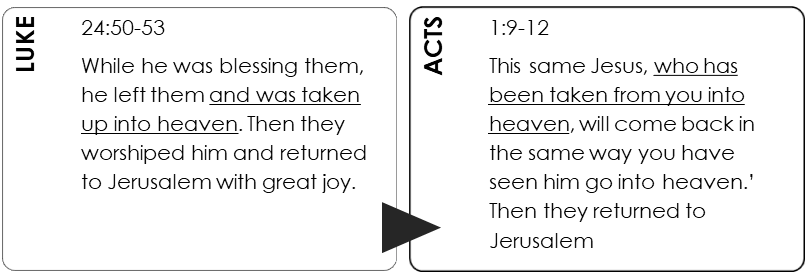 LUKE
24:50-53
While he was blessing them,
he left them and was taken
up into heaven. Then they
worshiped him and returned
to Jerusalem with great joy.
ACTS
1:9-12
This same Jesus, who has
been taken from you into
heaven, will come back in
the same way you have
seen him go into heaven.’
Then they returned to
Jerusalem